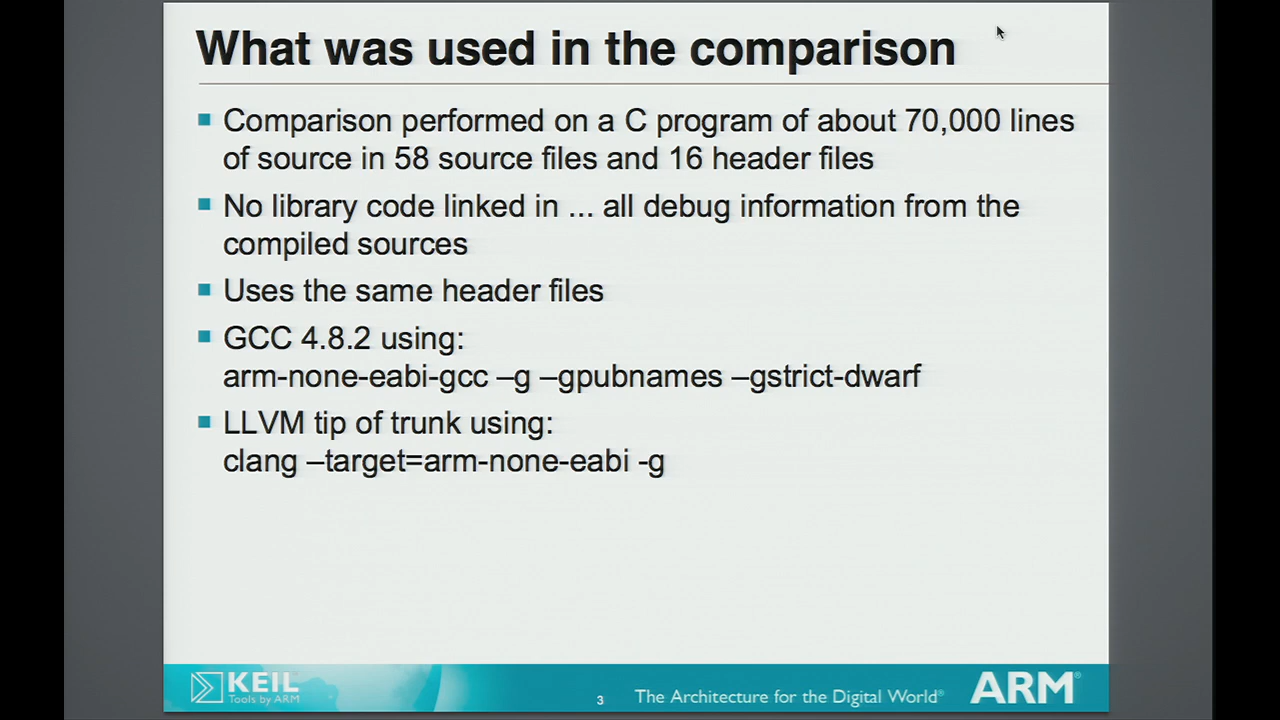 What was used in the comparison
Comparison performed on a C program of about 70,000 lines
of source in 58 source files and 16 header files
No library code linked in ... all debug information from the
compiled sources
Uses the same header files
GCC 4.8.2 using:
arm-none-eabi-gcc –g –gpubnames –gstrict-dwarf
LLVM tip of trunk using:
clang –target=arm-none-eabi -g
KEIL
Tools by ARM
3
The Architecture for the Digital World®
ARM®